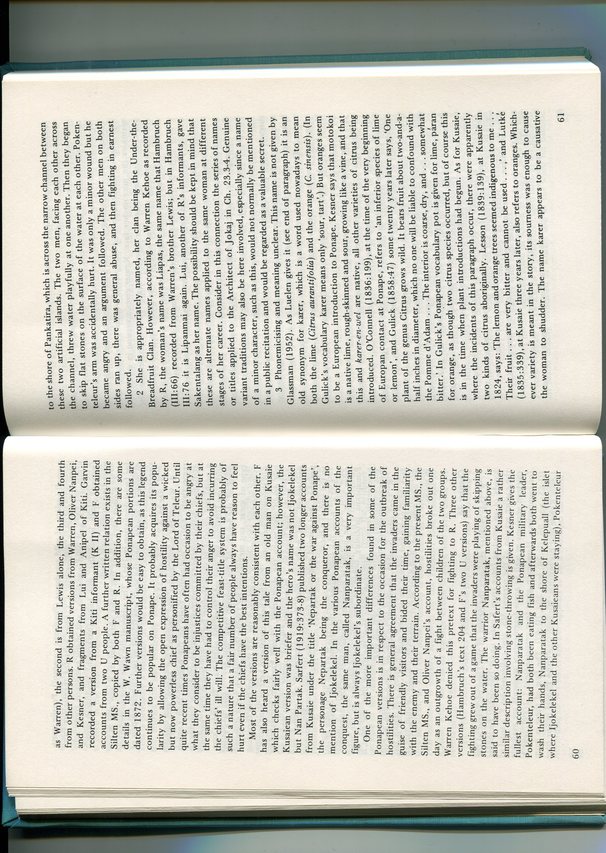 as Warren), the second is from Lewis alone, the third and fourth
from other persons. R obtained versions from Warren, Oliver Nanpei,
and Kesner, and fragments from Lui and Anipel of Kiti. Garvin
recorded a version from a Kiti informant (K II) and F obtained
accounts from two U people. A further written relation exists in the
Silten MS., copied by both F and R. In addition, there are some
details in the W. Wawn manuscript, whose Ponapean portions are
dated 1872. Further versions would be easy to obtain, as this legend
continues to be popular on Ponape. It probably acquires its popu-
larity by allowing the open expression of hostility against a wicked
but now powerless chief as personified by the Lord of Teleur. Until
quite recent times Ponapeans have often had occasion to be angry at
what they consider to be injustices committed by their chiefs, but at
the same time they have had to control their anger to avoid incurring
the chiefs' ill will. The competitive feast-title system is probably of
such a nature that a fair number of people always have reason to feel
hurt even if the chiefs have the best intentions.
Most of the versions are reasonably consistent with each other. F
has also heard a version of this tale from an old man on Kusaie
which checks fairly well with the Ponapean account; however, the
Kusaiean version was briefer and the hero's name was not Ijokelekel
but Nan Partak. Sarfert (1919:373-8) published two longer accounts
from Kusaie under the title 'Nepartak or the war against Ponape',
the personage Nepartak being the conqueror, and there is no
mention of Ijokelekel. In the various Ponapean accounts of the
conquest, the same man, called Nanparatak, is a very important
figure, but is always Ijokelekel's subordinate.
One of the more important differences found in some of the
Ponapean versions is in respect to the occasion for the outbreak of
hostilities. There is general agreement that the invaders came in the
guise of friendly visitors and bided their time, gaining familiarity
with the enemy and their terrain. According to the present MS., the
Silten MS., and Oliver Nanpei's account, hostilities broke out one
day as an outgrowth of a fight between children of the two groups.
Warren Kehoe denied this pretext for fighting to R. Three other
versions (Hambruch's text 204 and F's two U versions) say that the
fighting grew out of a game that the invaders were playing of skipping
stones on the water. The warrior Nanparatak, mentioned above, is
said to have been so doing. In Safert's accounts from Kusaie a rather
similar description involving stone-throwing is given. Kesner gives the
fullest account: Nanparatak and the Ponapean military leader,
Pokenteleur, had both been eating fish and afterwards both went to
wash their hands, Nanparatak to the shore of Kelepuall (the islet
where Ijokelekel and the other Kusaieans were staying), Pokenteleur
60
to the shore of Pankatira, which is across the narrow channel between
these two artificial islands. The two men, facing each other across
the channel, threw water playfully at one another. Then they began
to skip flat stones on the surface of the water at each other. Poken-
teleur's arm was accidentally hurt. It was only a minor wound but he
became angry and an argument followed. The other men on both
sides ran up, there was general abuse, and then fighting in earnest
followed.
2 She is appropriately named, her clan being the Under-the-
Breadfruit Clan. However, according to Warren Kehoe as recorded
by R, the woman's name was Liapas, the same name that Hambruch
(III:66) recorded from Warren's brother Lewis; but in Hambruch
III:76 it is Lipanmai again. Lui, another of R's informants, gave
Sakentalang as her name. The possibility should be kept in mind that
these are alternate names applied to the same woman at different
stages of her career. Consider in this connection the series of names
or titles applied to the Architect of Jokaj in Ch. 23.3-4. Genuine
variant traditions may also be here involved, especially since a name
of a minor character, such as this, would not normally be mentioned
in a public recitation and would be regarded as a valuable secret.
3 Phonemicising and meaning unclear. This name is not given by
Glassman (1952). As Luelen gives it (see end of paragraph) it is an
old synonym for karer, which is a word used nowadays to mean
both the lime (Citrus aurantifolia) and the orange (C. sinensis). (In
Gulick's vocabulary karer means only 'sour, tart'.) But oranges seem
to be a European introduction to Ponape. Kesner says that motokoi
is a native lime, rough-skinned and sour, growing like a vine, and that
this and karer-en-wel are native, all other varieties of citrus being
introduced. O'Connell (1836:199), at the time of the very beginning
of Europan contact at Ponape, refers to 'an inferior species of lime
or lemon', and Gulick (1858:47) some twenty years later says, 'One
plant of the genus Citrus grows wild. It bears fruit about two-and-a-
half inches in diameter, which no one will be liable to confound with
the Pomme d'Adam . . . The interior is coarse, dry, and . . . somewhat
bitter.' In Gulick's Ponapean vocabulary pot is given for lime, páran
for orange, as though two citrus species occurred, but of course this
is in the time when plant introductions had begun. As for Kusaie,
where the incidents of this paragraph occur, there were apparently
two kinds of citrus aboriginally. Lesson (1839:139), at Kusaie in
1824, says: 'The lemon and orange trees seemed indigenous to me . . .
Their fruit . . . are very bitter and cannot be used . . . ,' and Lutké
(1835:339), at Kusaie three years later, also refers to oranges. Which-
ever variety is meant in the story, its sourness was enough to cause
the woman to shudder. The name karer appears to be a causative
61